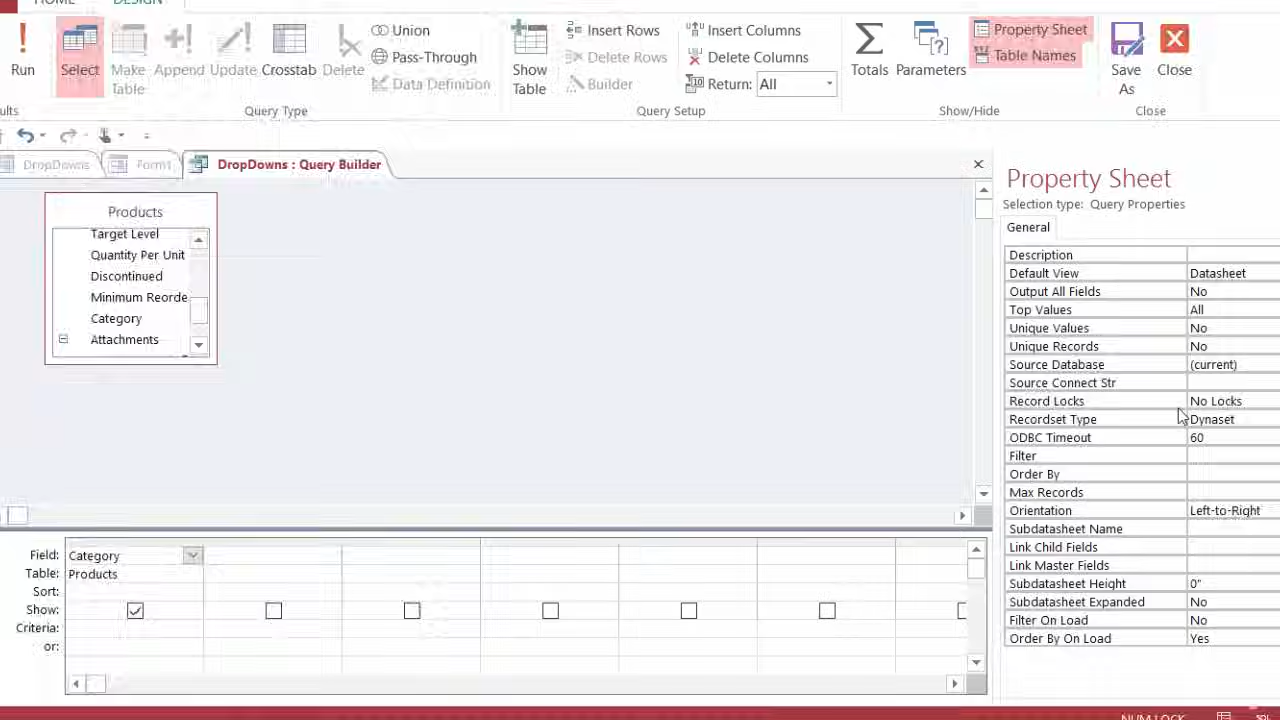 HOME DESIGN
Run
Select
Make
Table
Append
Update
Crosstab
Delete
Union
Pass-Through
Data Definition
Show
Table
Insert Rows
Delete Rows
Builder
Insert Columns
Delete Columns
Return: All
Totals
Parameters
Property Sheet
Table Names
Save
As
Close
ults
Query Type
Query Setup
Show/Hide
Close
DropDowns
Form1
DropDowns : Query Builder
Products
Target Level
Quantity Per Unit
Discontinued
Minimum Reorde
Category
Attachments
Property Sheet
Selection type: Query Properties
General
Description
Default View Datasheet
Output All Fields No
Top Values All
Unique Values No
Unique Records No
Source Database (current)
Source Connect Str
Record Locks No Locks
Recordset Type Dynaset
ODBC Timeout 60
Filter
Order By
Max Records
Orientation Left-to-Right
Subdatasheet Name
Link Child Fields
Link Master Fields
Subdatasheet Height 0"
Subdatasheet Expanded No
Filter On Load No
Order By On Load Yes
Field: Category
Table: Products
Sort:
Show:
Criteria:
or:
NUM LOCK